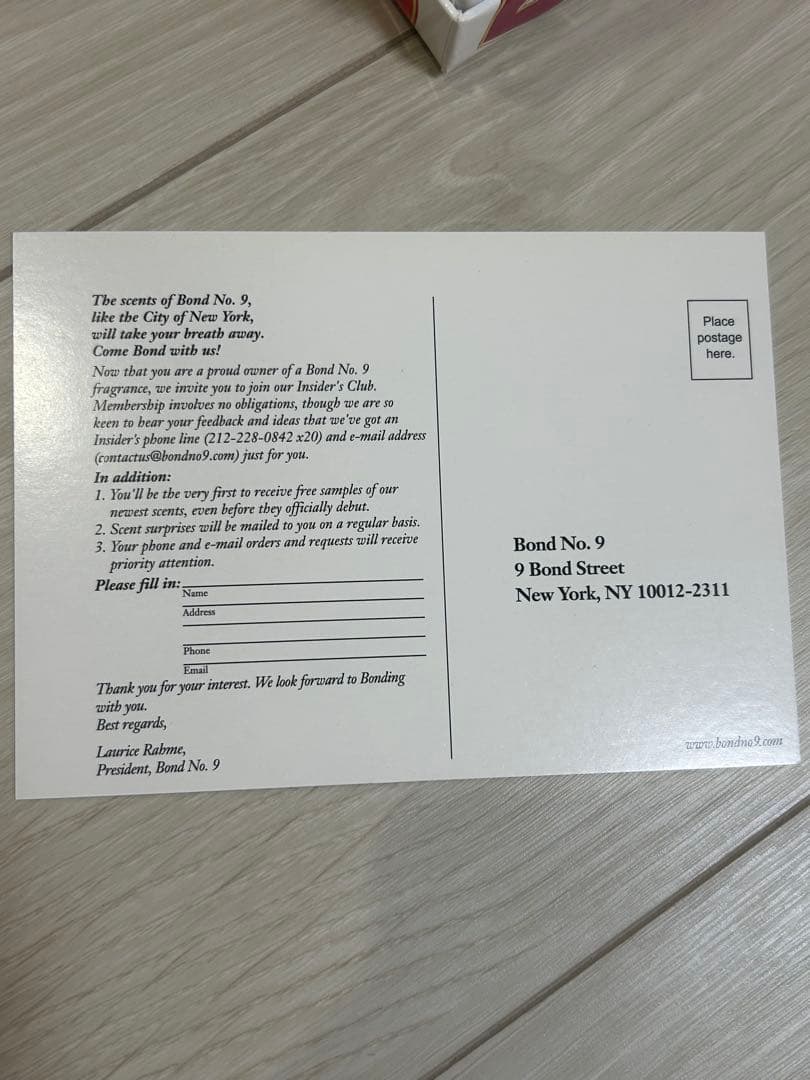 The scents of Bond No. 9,
like the City of New York,
will take your breath away.
Come Bond with us!
Now that you are a proud owner of a Bond No. 9
fragrance, we invite you to join our Insider's Club.
Membership involves no obligations, though we are so
keen to hear your feedback and ideas that we've got an
Insider's phone line (212-228-0842 x20) and e-mail address
(contactus@bondno9.com) just for you.
In addition:
1. You'll be the very first to receive free samples of our
newest scents, even before they officially debut.
2. Scent surprises will be mailed to you on a regular basis.
3. Your phone and e-mail orders and requests will receive
priority attention.
Please fill in:
Name
Address
Phone
Email
Thank you for your interest. We look forward to Bonding
with you.
Best regards,
Laurice Rahme,
President, Bond No. 9
Place
postage
here.
Bond No. 9
9 Bond Street
New York, NY 10012-2311
www.bondno9.com